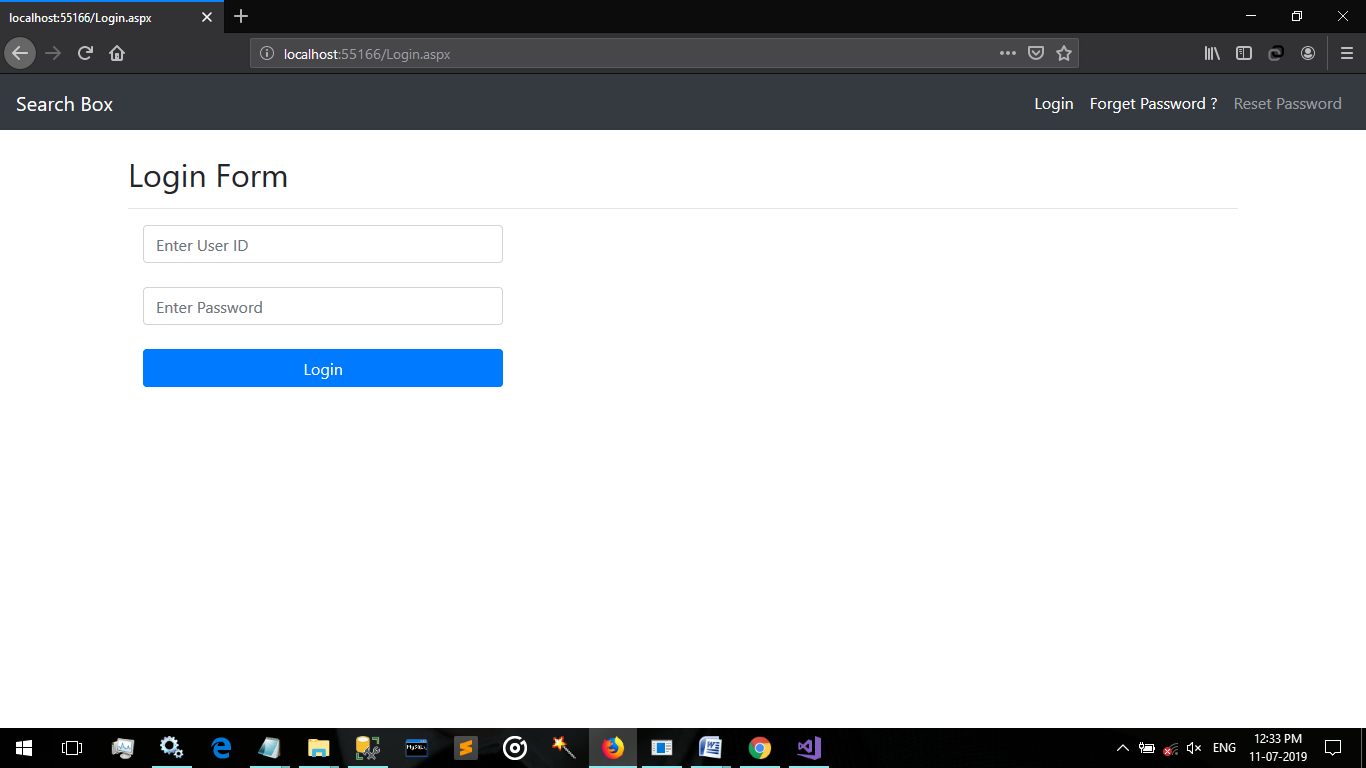 localhost:55166/Login.aspx
localhost:55166/Login.aspx
Search Box
Login
Forget Password ?
Reset Password
Login Form
Enter User ID
Enter Password
Login
MySQL
ENG
12:33 PM
11-07-2019